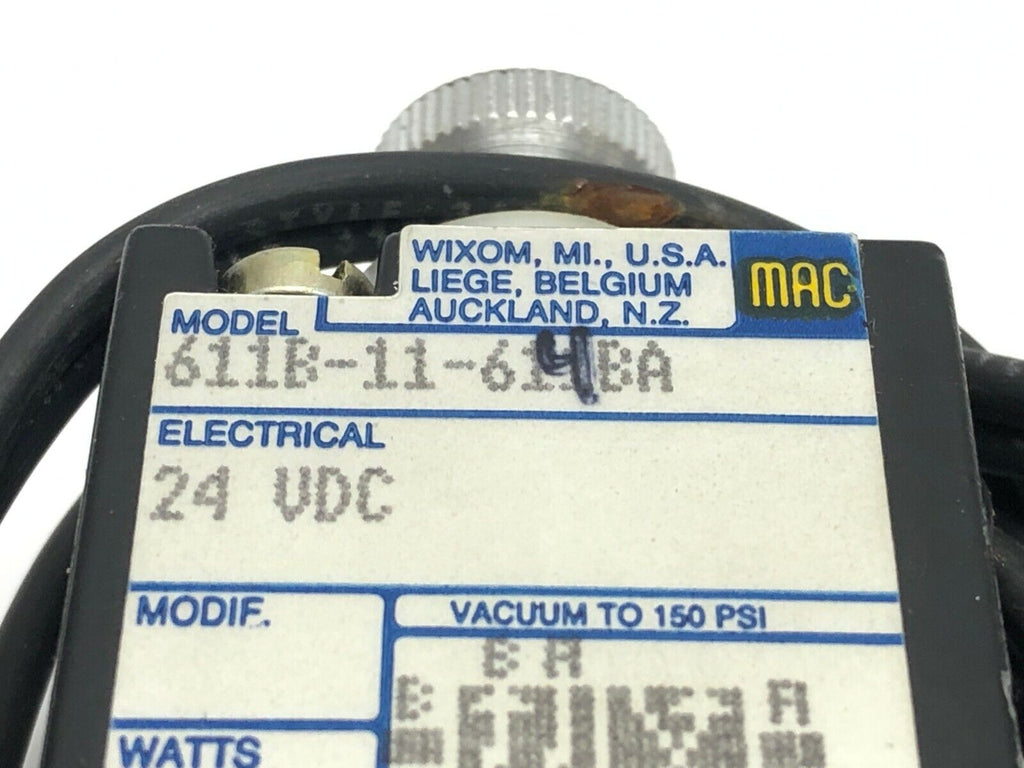 WIXOM, MI., U.S.A.
LIEGE, BELGIUM
AUCKLAND, N.Z.
MAC
MODEL
611B-11-614BA
ELECTRICAL
24 VDC
MODIF.
VACUUM TO 150 PSI
B A
E
A
WATTS